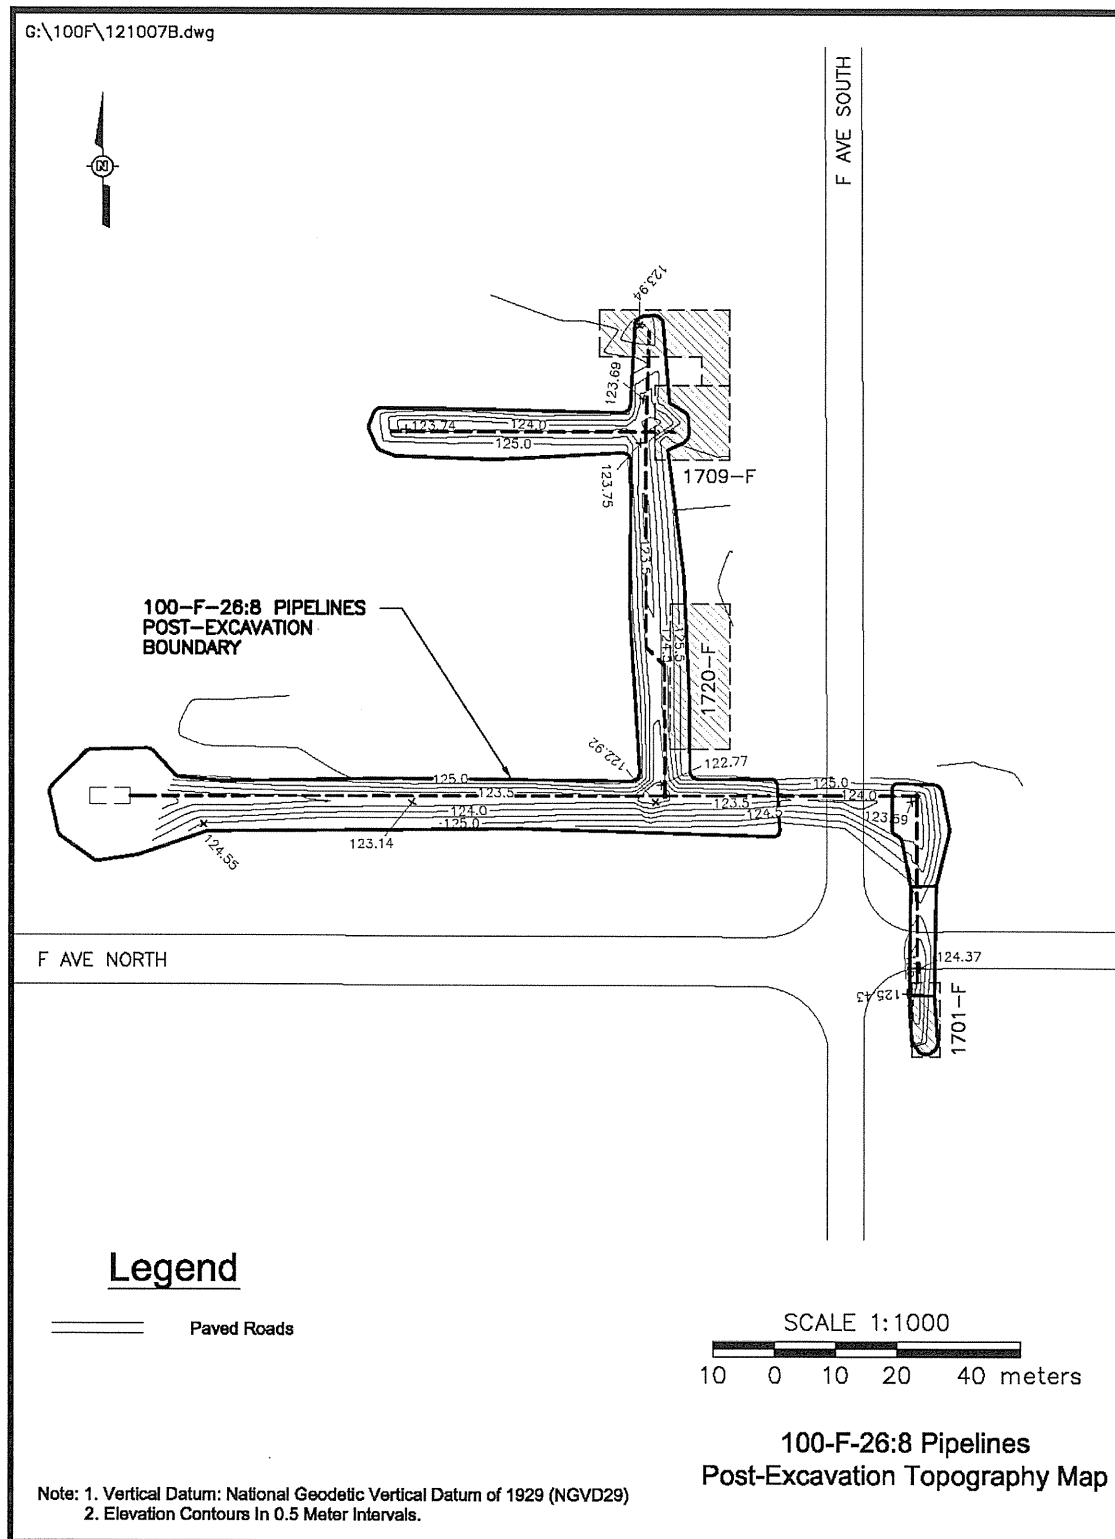 G:\100F\121007B.dwg
N
F AVE SOUTH
123.94
123.69
123.74
124.0
125.0
1709-F
123.75
123.5
100-F-26:8 PIPELINES
POST-EXCAVATION
BOUNDARY
125.5
1720-F
122.92
122.77
125.0
123.5
124.0
125.0
123.14
124.55
125.0
124.0
123.5
124.5
123.59
F AVE NORTH
124.37
125.43
1701-F
Legend
Paved Roads
SCALE 1:1000
10 0 10 20 40 meters
100-F-26:8 Pipelines
Post-Excavation Topography Map
Note: 1. Vertical Datum: National Geodetic Vertical Datum of 1929 (NGVD29)
2. Elevation Contours In 0.5 Meter Intervals.